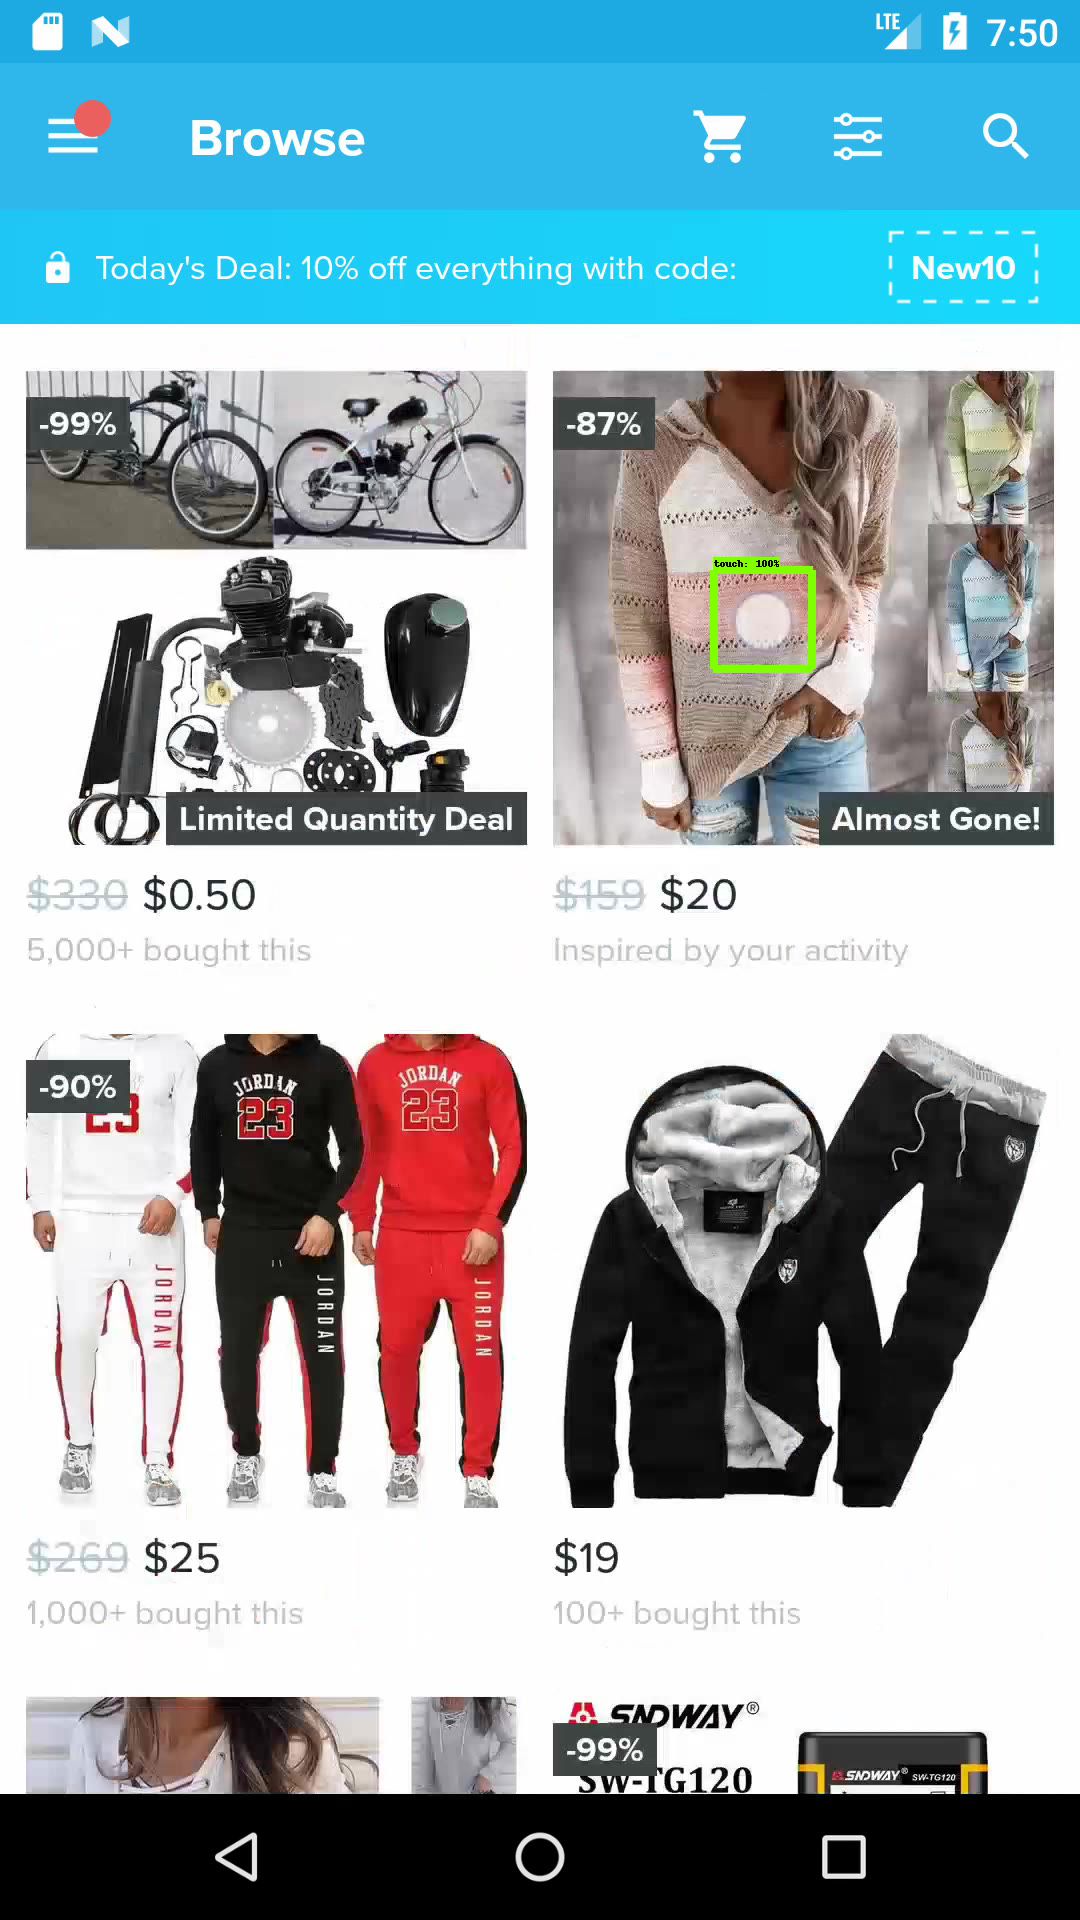 LTE 7:50
Browse
Today's Deal: 10% off everything with code: New10
-99%
-87%
touch: 100%
Limited Quantity Deal
Almost Gone!
$330 $0.50
$159 $20
5,000+ bought this
Inspired by your activity
-90%
JORDAN
23
JORDAN
23
23
JORDAN
JORDAN
JORDAN
$269 $25
$19
1,000+ bought this
100+ bought this
SNDWAY®
-99%
SW-TG120
SNDWAY® SW-TG120